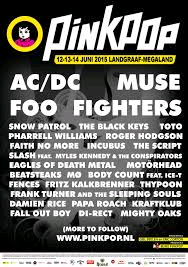 PINKPOP
12-13-14 JUNI 2015 LANDGRAAF-MEGALAND
AC/DC MUSE
FOO FIGHTERS
SNOW PATROL THE BLACK KEYS TOTO
PHARRELL WILLIAMS ROGER HODGSON
FAITH NO MORE INCUBUS THE SCRIPT
SLASH FEAT. MYLES KENNEDY & THE CONSPIRATORS
EAGLES OF DEATH METAL MOTÖRHEAD
BEATSTEAKS MØ BODY COUNT FEAT. ICE-T
FENCES FRITZ KALKBRENNER THYPOON
FRANK TURNER AND THE SLEEPING SOULS
DAMIEN RICE PAPA ROACH KRAFTKLUB
FALL OUT BOY DI-RECT MIGHTY OAKS
(MORE TO FOLLOW)
WWW.PINKPOP.NL